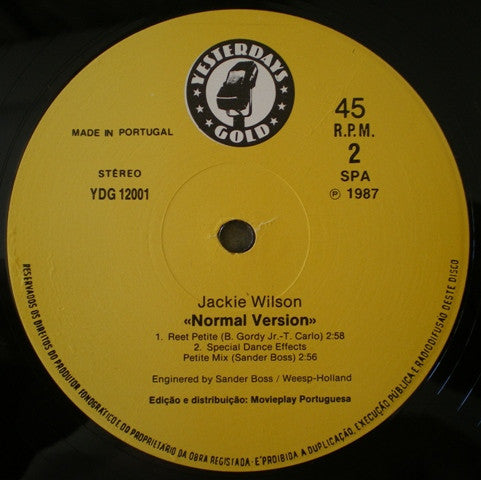 YESTERDAYS
GOLD
MADE IN PORTUGAL
45
R.P.M.
2
SPA
℗ 1987
STÉREO
YDG 12001
Jackie Wilson
«Normal Version»
1. Reet Petite (B. Gordy Jr.-T. Carlo) 2:58
2. Special Dance Effects
Petite Mix (Sander Boss) 2:56
Enginered by Sander Boss / Weesp-Holland
Edição e distribuição: Movieplay Portuguesa
RESERVADOS OS DIREITOS DO PRODUTOR FONOGRÁFICO E DO PROPRIETÁRIO DA OBRA REGISTADA - É PROIBIDA A DUPLICAÇÃO, EXECUÇÃO PÚBLICA E RADIODIFUSÃO DESTE DISCO